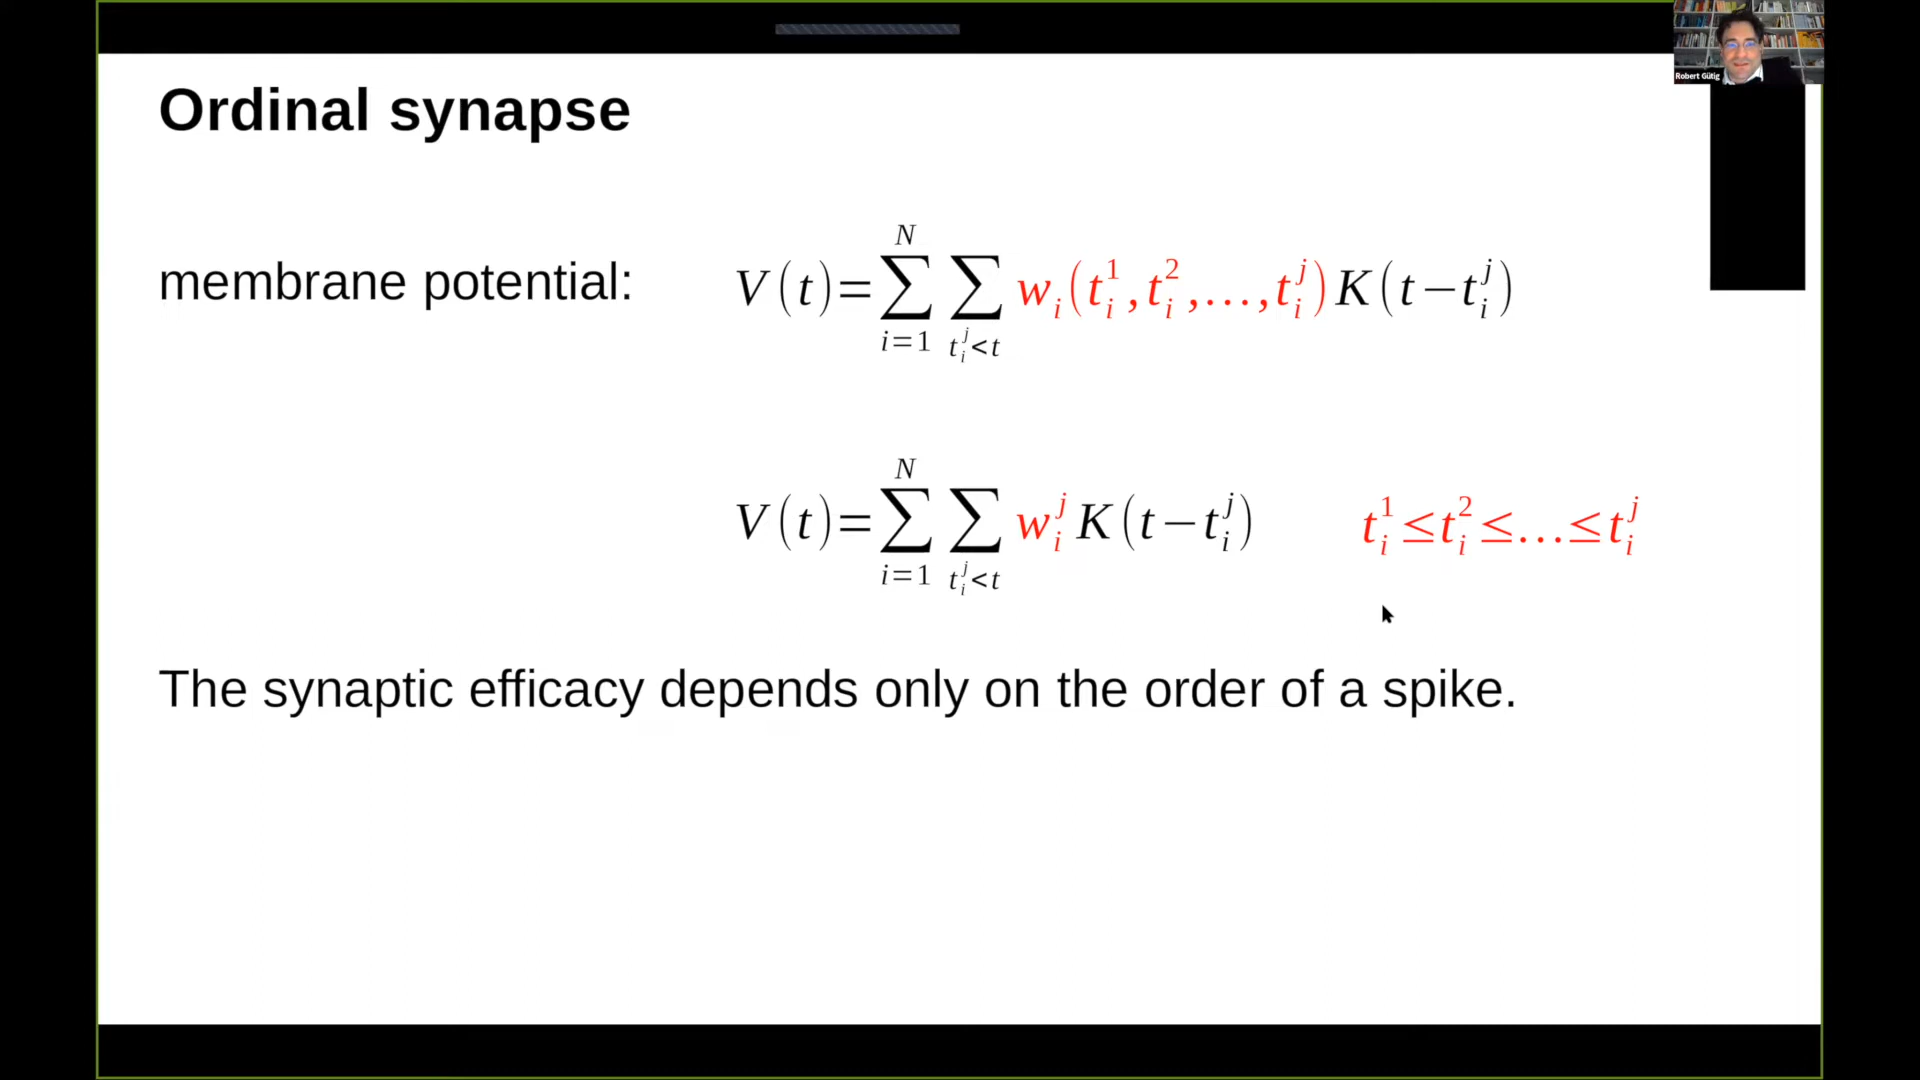 Robert Gütig
Ordinal synapse
membrane potential: V(t)=∑_{i=1}^{N} ∑_{t_i^j<t} w_i(t_i^1,t_i^2,...,t_i^j)K(t−t_i^j)
V(t)=∑_{i=1}^{N} ∑_{t_i^j<t} w_i^j K(t−t_i^j) t_i^1≤t_i^2≤...≤t_i^j
The synaptic efficacy depends only on the order of a spike.